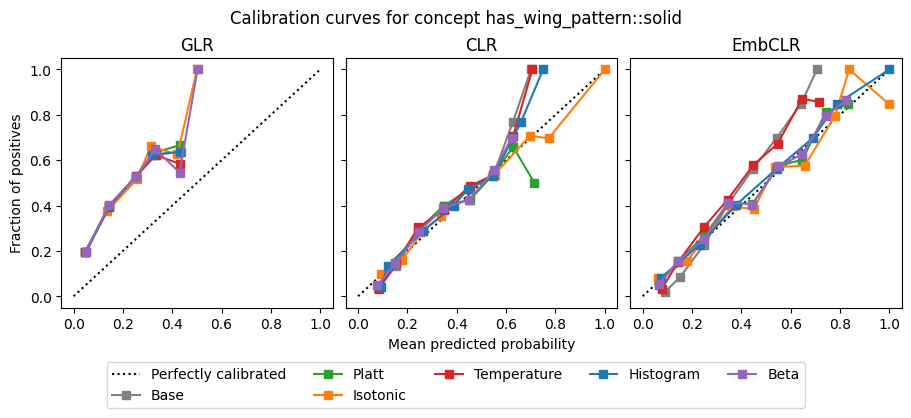 Calibration curves for concept has_wing_pattern::solid
GLR
CLR
EmbCLR
Fraction of positives
1.0
0.8
0.6
0.4
0.2
0.0
0.0 0.2 0.4 0.6 0.8 1.0
0.0 0.2 0.4 0.6 0.8 1.0
0.0 0.2 0.4 0.6 0.8 1.0
Mean predicted probability
Perfectly calibrated
Base
Platt
Isotonic
Temperature
Histogram
Beta